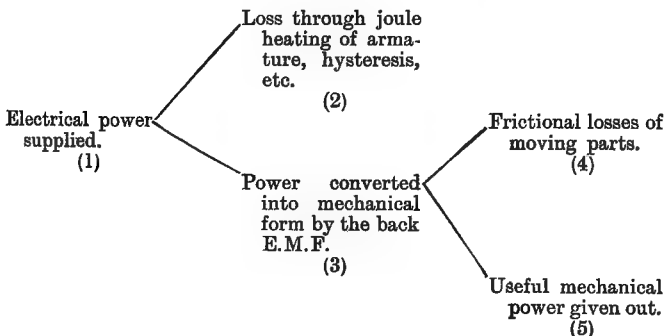 Loss through joule
heating of arma-
ture, hysteresis,
etc.
(2)
Electrical power
supplied.
(1)
Power converted
into mechanical
form by the back
E.M.F.
(3)
Frictional losses of
moving parts.
(4)
Useful mechanical
power given out.
(5)